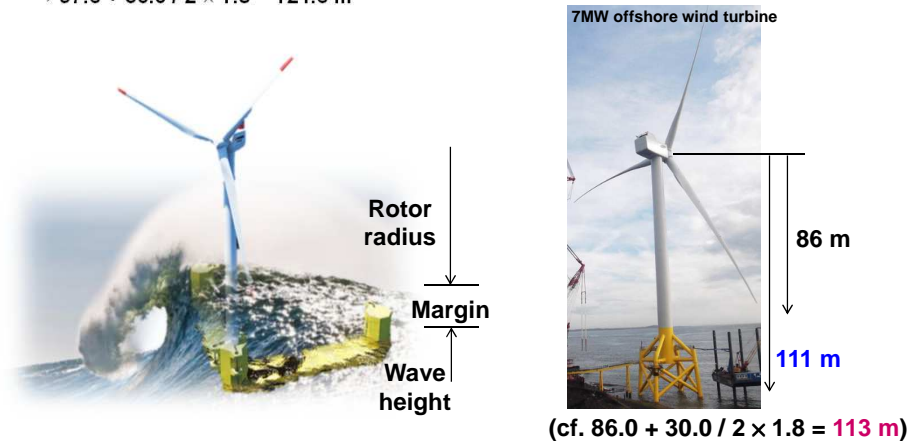 7MW offshore wind turbine
Rotor
radius
Margin
Wave
height
86 m
111 m
(cf. 86.0 + 30.0 / 2 × 1.8 = 113 m)